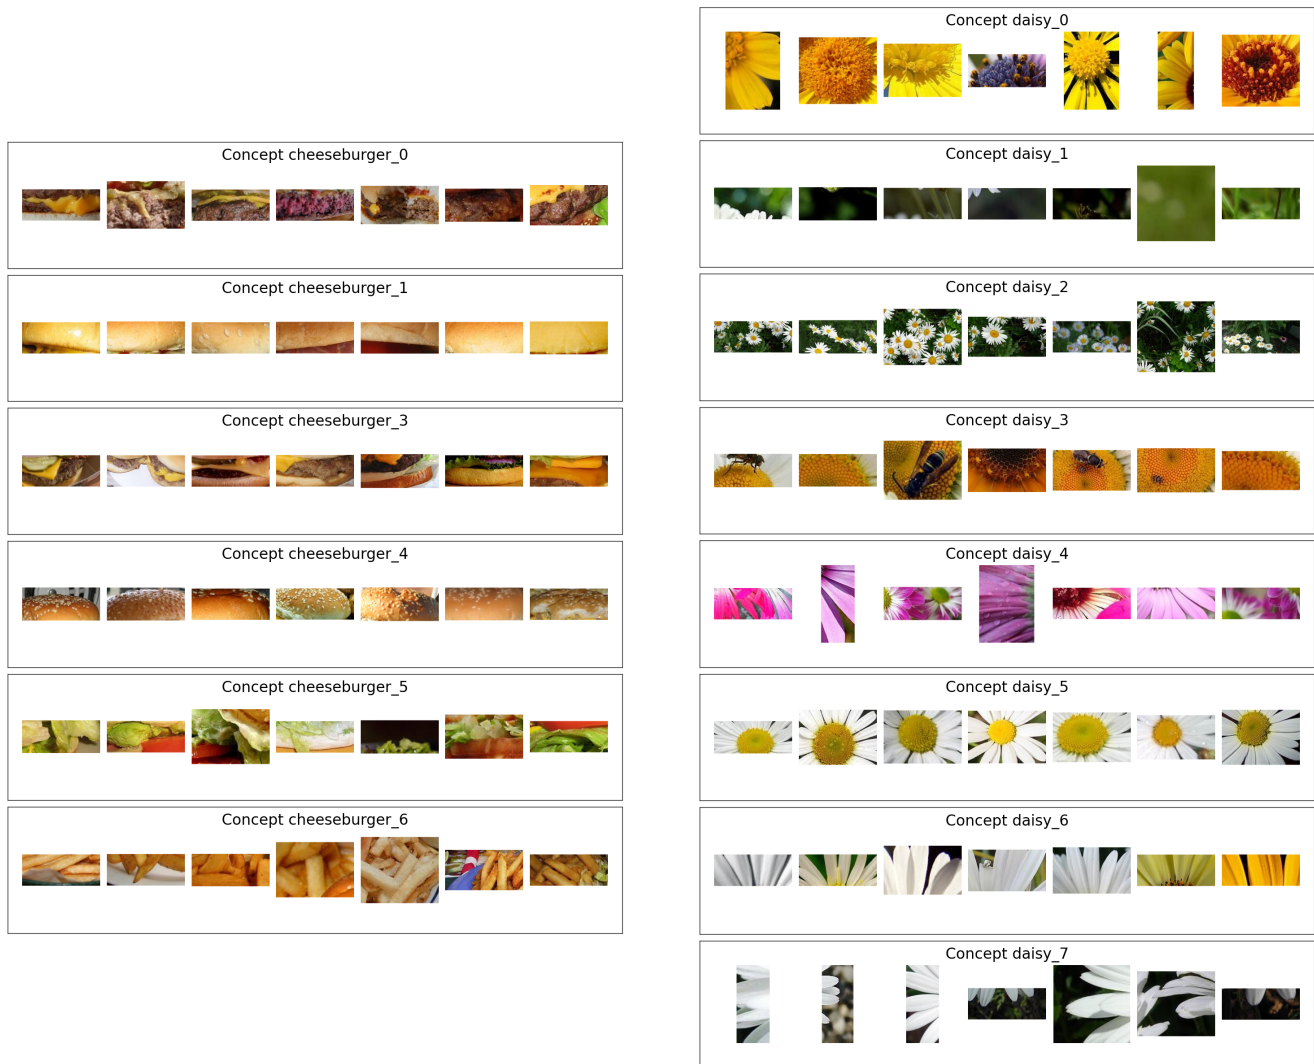 Concept cheeseburger_0
Concept cheeseburger_1
Concept cheeseburger_3
Concept cheeseburger_4
Concept cheeseburger_5
Concept cheeseburger_6
Concept daisy_0
Concept daisy_1
Concept daisy_2
Concept daisy_3
Concept daisy_4
Concept daisy_5
Concept daisy_6
Concept daisy_7